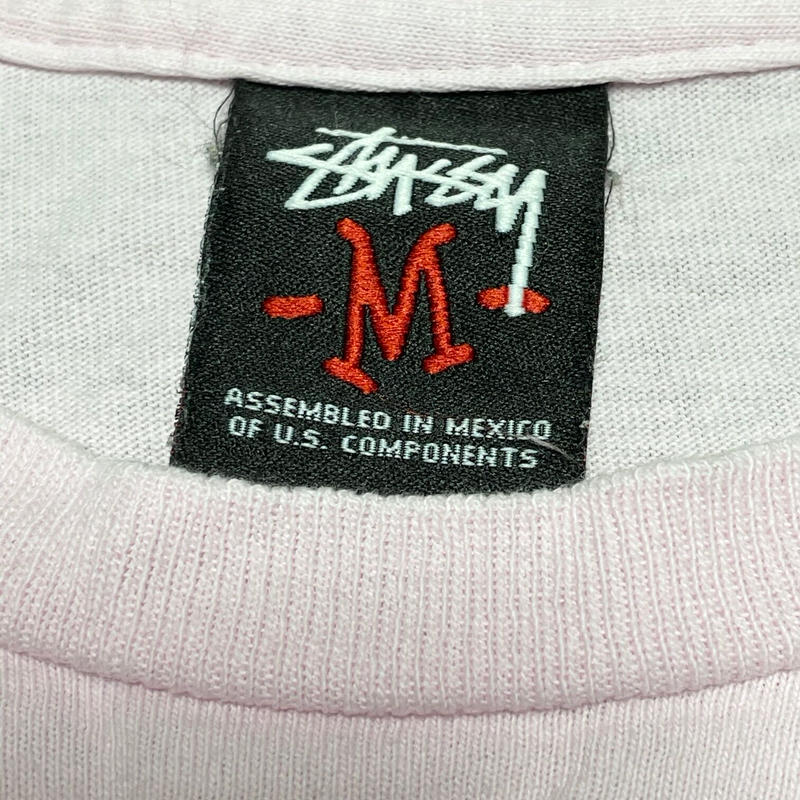 STUSSY
- M -
ASSEMBLED IN MEXICO
OF U.S. COMPONENTS